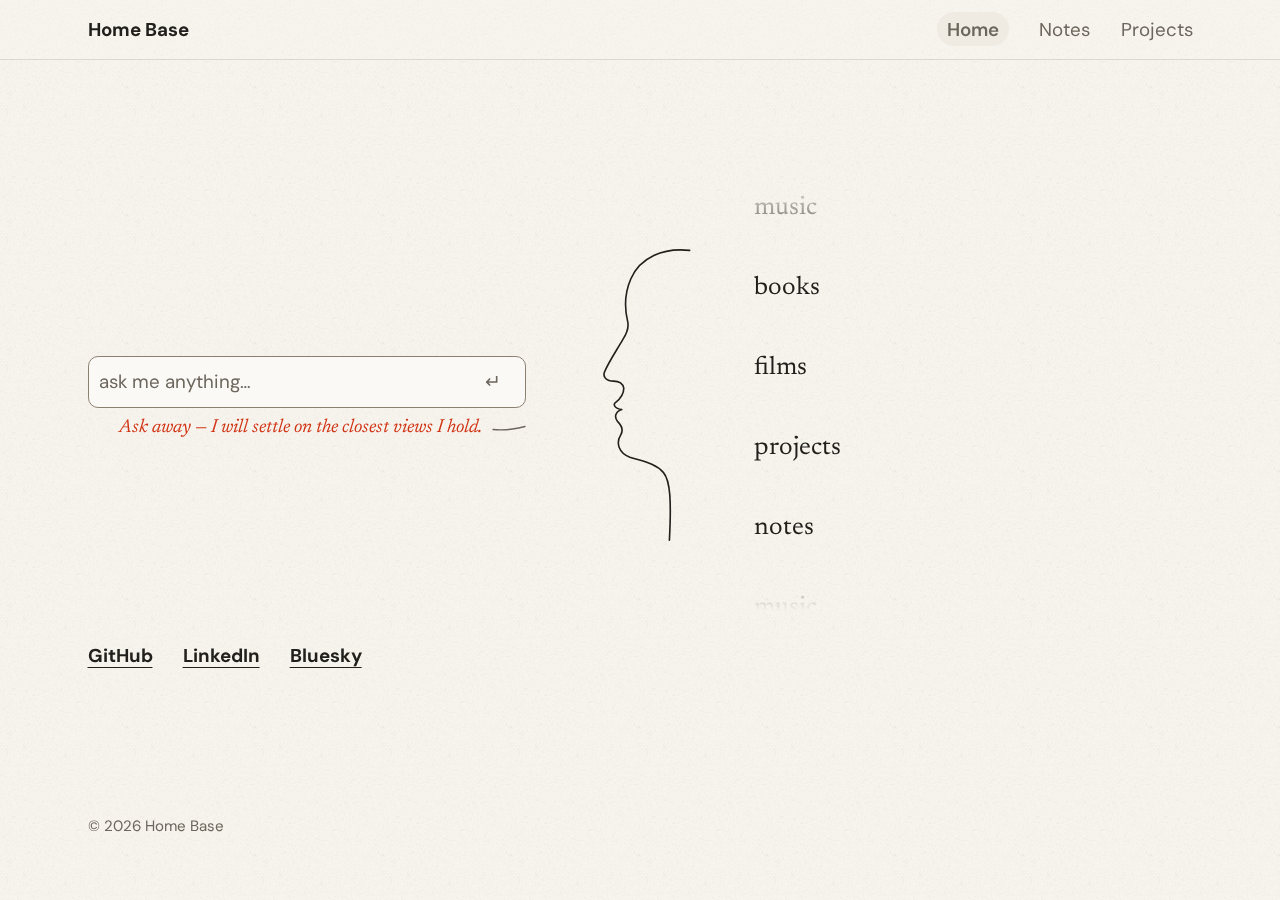 Home Base
Home
Notes
Projects
music
books
films
projects
notes
music
ask me anything...
Ask away – I will settle on the closest views I hold.
GitHub
LinkedIn
Bluesky
© 2026 Home Base